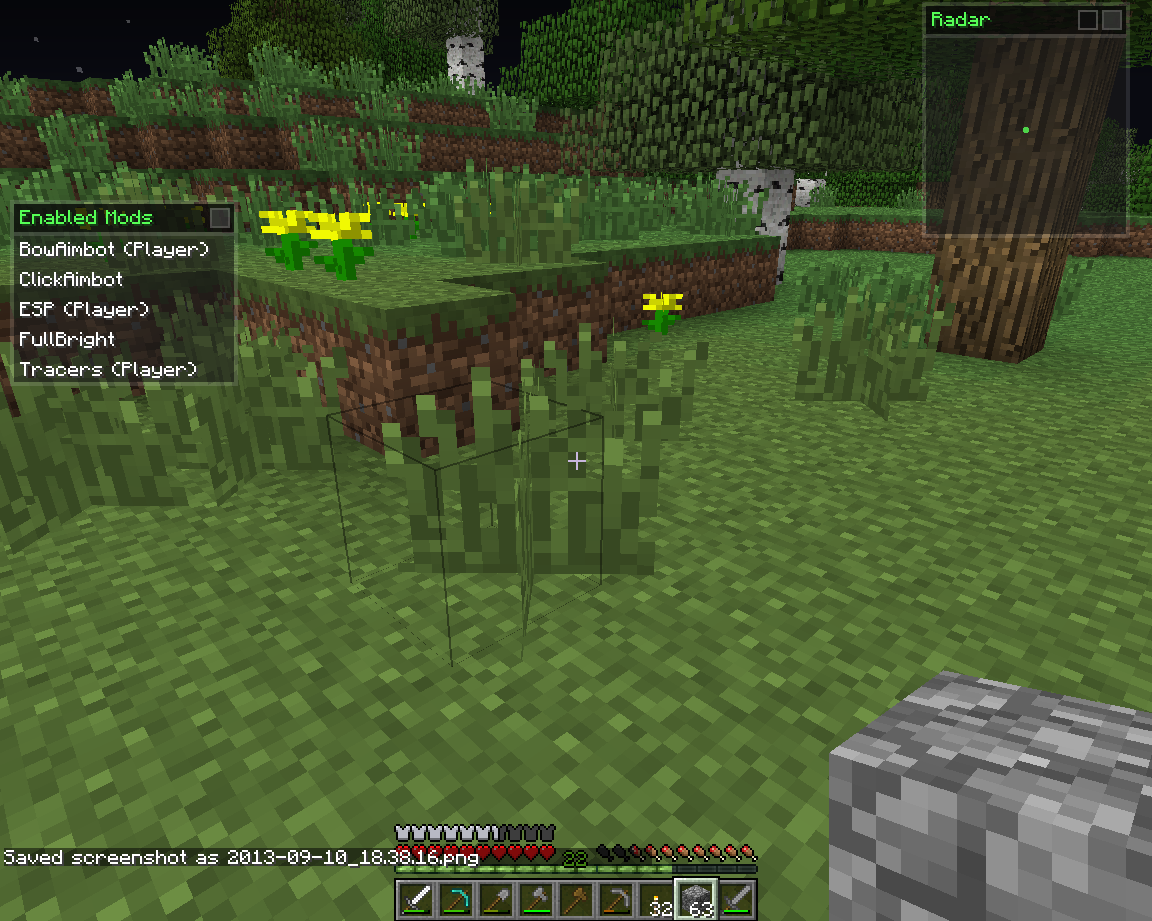 Radar
Enabled Mods
BowAimbot (Player)
ClickAimbot
ESP (Player)
FullBright
Tracers (Player)
Saved screenshot as 2013-09-10_18.38.16.png
22
32
63